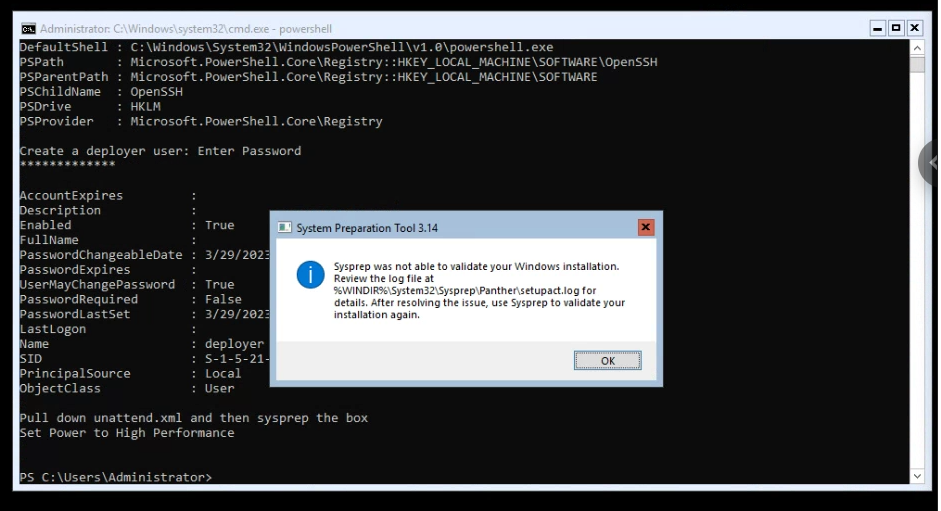 Administrator: C:\Windows\system32\cmd.exe - powershell
DefaultShell : C:\Windows\System32\WindowsPowerShell\v1.0\powershell.exe
PSPath : Microsoft.PowerShell.Core\Registry::HKEY_LOCAL_MACHINE\SOFTWARE\OpenSSH
PSParentPath : Microsoft.PowerShell.Core\Registry::HKEY_LOCAL_MACHINE\SOFTWARE
PSChildName : OpenSSH
PSDrive : HKLM
PSProvider : Microsoft.PowerShell.Core\Registry
Create a deployer user: Enter Password
*************
AccountExpires :
Description :
Enabled : True
FullName :
PasswordChangeableDate : 3/29/2023
PasswordExpires :
UserMayChangePassword : True
PasswordRequired : False
PasswordLastSet : 3/29/2023
LastLogon :
Name : deployer
SID : S-1-5-21-
PrincipalSource : Local
ObjectClass : User
Pull down unattend.xml and then sysprep the box
Set Power to High Performance
PS C:\Users\Administrator>
System Preparation Tool 3.14
Sysprep was not able to validate your Windows installation.
Review the log file at
%WINDIR%\System32\Sysprep\Panther\setupact.log for
details. After resolving the issue, use Sysprep to validate your
installation again.
OK